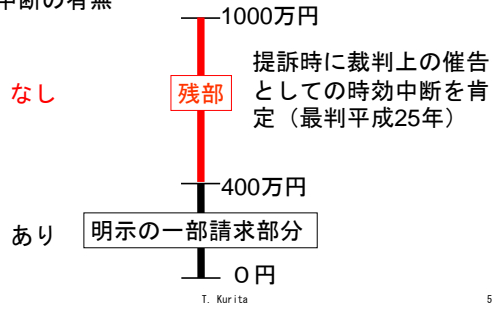 中断の有無
1000万円
なし
残部
提訴時に裁判上の催告
としての時効中断を肯
定（最判平成25年）
400万円
あり
明示の一部請求部分
０円
T. Kurita
5